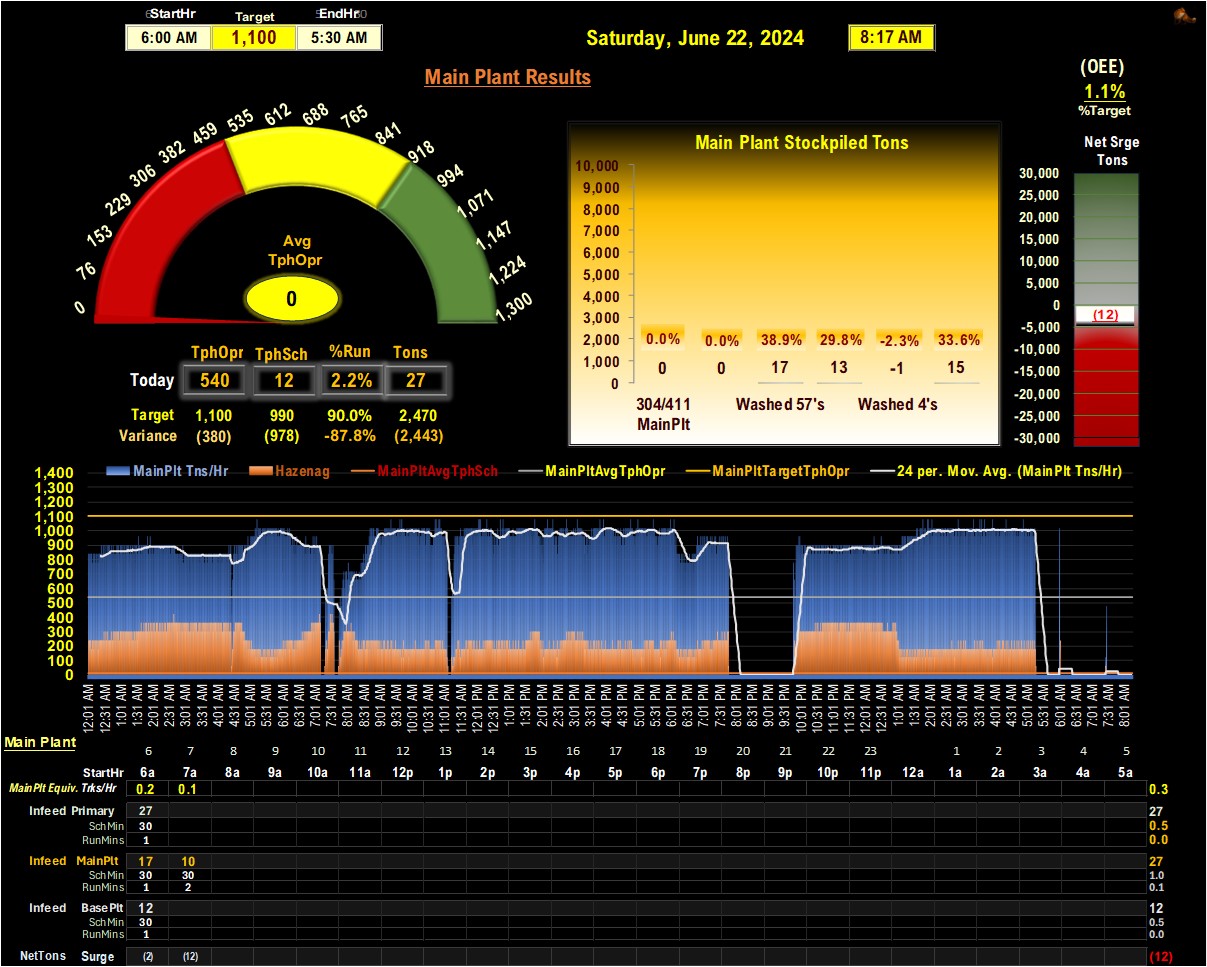 StartHr Target EndHr
6:00 AM 1,100 5:30 AM
Saturday, June 22, 2024 8:17 AM
Main Plant Results
(OEE)
1.1%
%Target
0 76 153 229 306 382 459 535 612 688 765 841 918 994 1,071 1,147 1,224 1,300
Avg
TphOpr
0
TphOpr TphSch %Run Tons
Today 540 12 2.2% 27
Target 1,100 990 90.0% 2,470
Variance (380) (978) -87.8% (2,443)
Main Plant Stockpiled Tons
10,000
9,000
8,000
7,000
6,000
5,000
4,000
3,000
2,000
1,000
0
0.0% 0.0% 38.9% 29.8% -2.3% 33.6%
0 0 17 13 -1 15
304/411 Washed 57's Washed 4's
MainPlt
Net Srge
Tons
30,000
25,000
20,000
15,000
10,000
5,000
0
(12)
-5,000
-10,000
-15,000
-20,000
-25,000
-30,000
MainPlt Tns/Hr Hazenag MainPltAvgTphSch MainPltAvgTphOpr MainPltTargetTphOpr 24 per. Mov. Avg. (MainPlt Tns/Hr)
1,400
1,300
1,200
1,100
1,000
900
800
700
600
500
400
300
200
100
0
12:01 AM 12:31 AM 1:01 AM 1:31 AM 2:01 AM 2:31 AM 3:01 AM 3:31 AM 4:01 AM 4:31 AM 5:01 AM 5:31 AM 6:01 AM 6:31 AM 7:01 AM 7:31 AM 8:01 AM 8:31 AM 9:01 AM 9:31 AM 10:01 AM 10:31 AM 11:01 AM 11:31 AM 12:01 PM 12:31 PM 1:01 PM 1:31 PM 2:01 PM 2:31 PM 3:01 PM 3:31 PM 4:01 PM 4:31 PM 5:01 PM 5:31 PM 6:01 PM 6:31 PM 7:01 PM 7:31 PM 8:01 PM 8:31 PM 9:01 PM 9:31 PM 10:01 PM 10:31 PM 11:01 PM 11:31 PM 12:01 AM 12:31 AM 1:01 AM 1:31 AM 2:01 AM 2:31 AM 3:01 AM 3:31 AM 4:01 AM 4:31 AM 5:01 AM 5:31 AM 6:01 AM 6:31 AM 7:01 AM 7:31 AM 8:01 AM
Main Plant
6 7 8 9 10 11 12 13 14 15 16 17 18 19 20 21 22 23 1 2 3 4 5
StartHr 6a 7a 8a 9a 10a 11a 12p 1p 2p 3p 4p 5p 6p 7p 8p 9p 10p 11p 12a 1a 2a 3a 4a 5a
MainPlt Equiv. Trks/Hr 0.2 0.1 0.3
Infeed Primary 27 27
SchMin 30 0.5
RunMins 1 0.0
Infeed MainPlt 17 10 27
SchMin 30 30 1.0
RunMins 1 2 0.1
Infeed BasePlt 12 12
SchMin 30 0.5
RunMins 1 0.0
NetTons Surge (2) (12) (12)